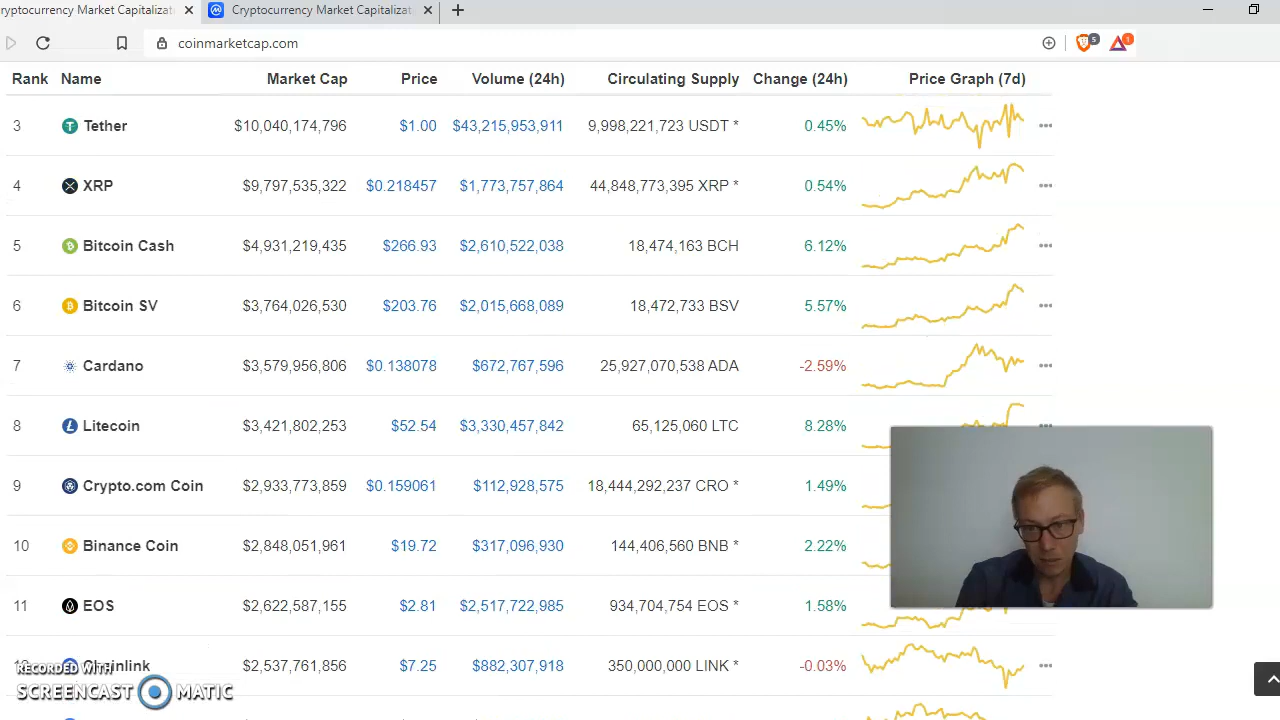 ryptocurrency Market Capitalizat
Cryptocurrency Market Capitalizat
coinmarketcap.com
5
1
Rank Name Market Cap Price Volume (24h) Circulating Supply Change (24h) Price Graph (7d)
3 Tether $10,040,174,796 $1.00 $43,215,953,911 9,998,221,723 USDT * 0.45%
4 XRP $9,797,535,322 $0.218457 $1,773,757,864 44,848,773,395 XRP * 0.54%
5 Bitcoin Cash $4,931,219,435 $266.93 $2,610,522,038 18,474,163 BCH 6.12%
6 Bitcoin SV $3,764,026,530 $203.76 $2,015,668,089 18,472,733 BSV 5.57%
7 Cardano $3,579,956,906 $0.138078 $672,767,596 25,927,070,538 ADA -2.59%
8 Litecoin $3,421,802,253 $52.54 $3,330,457,842 65,125,060 LTC 8.28%
9 Crypto.com Coin $2,933,773,859 $0.159061 $112,928,575 18,444,292,237 CRO * 1.49%
10 Binance Coin $2,848,051,961 $19.72 $317,096,930 144,406,560 BNB * 2.22%
11 EOS $2,622,587,155 $2.81 $2,517,722,985 934,704,754 EOS * 1.58%
$2,537,761,856 $7.25 $882,307,918 350,000,000 LINK * -0.03%
RECORDED WITH
SCREENCAST MATIC